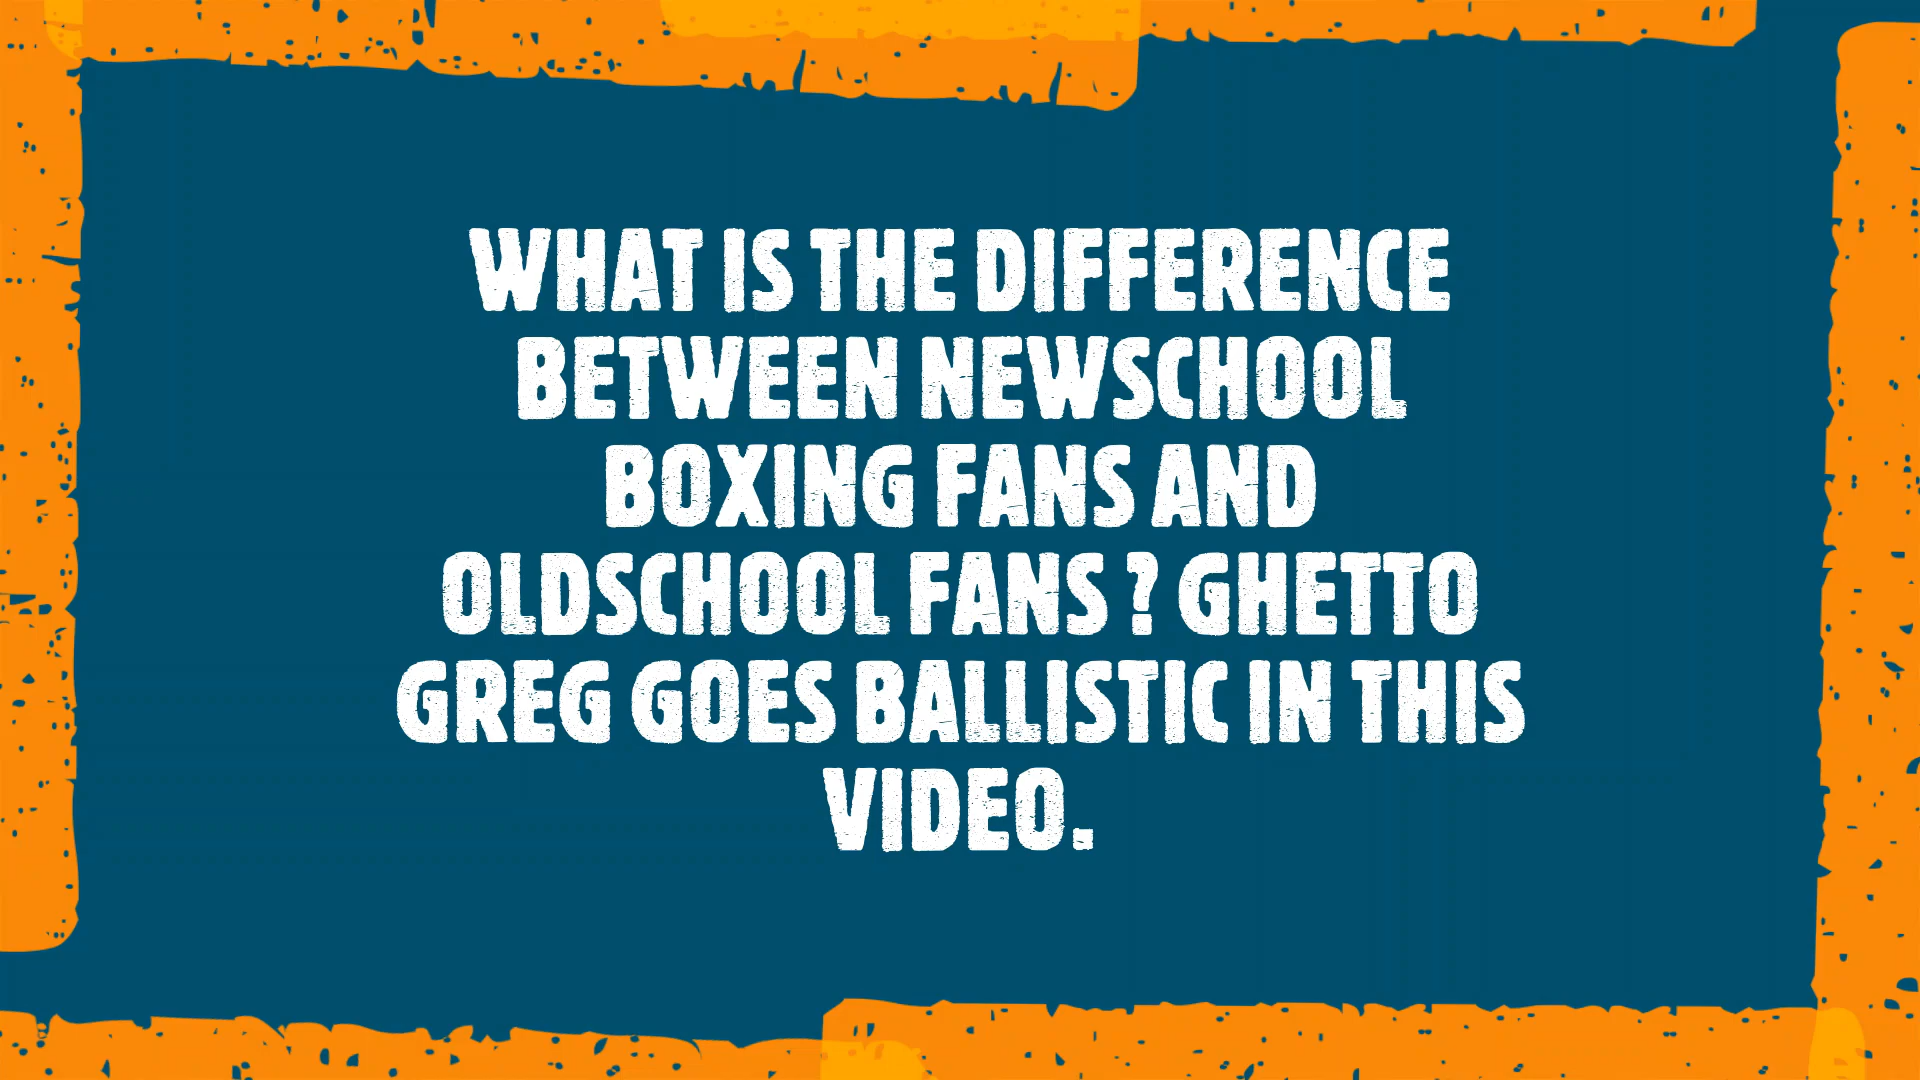 WHAT IS THE DIFFERENCE
BETWEEN NEWSCHOOL
BOXING FANS AND
OLDSCHOOL FANS ? GHETTO
GREG GOES BALLISTIC IN THIS
VIDEO.